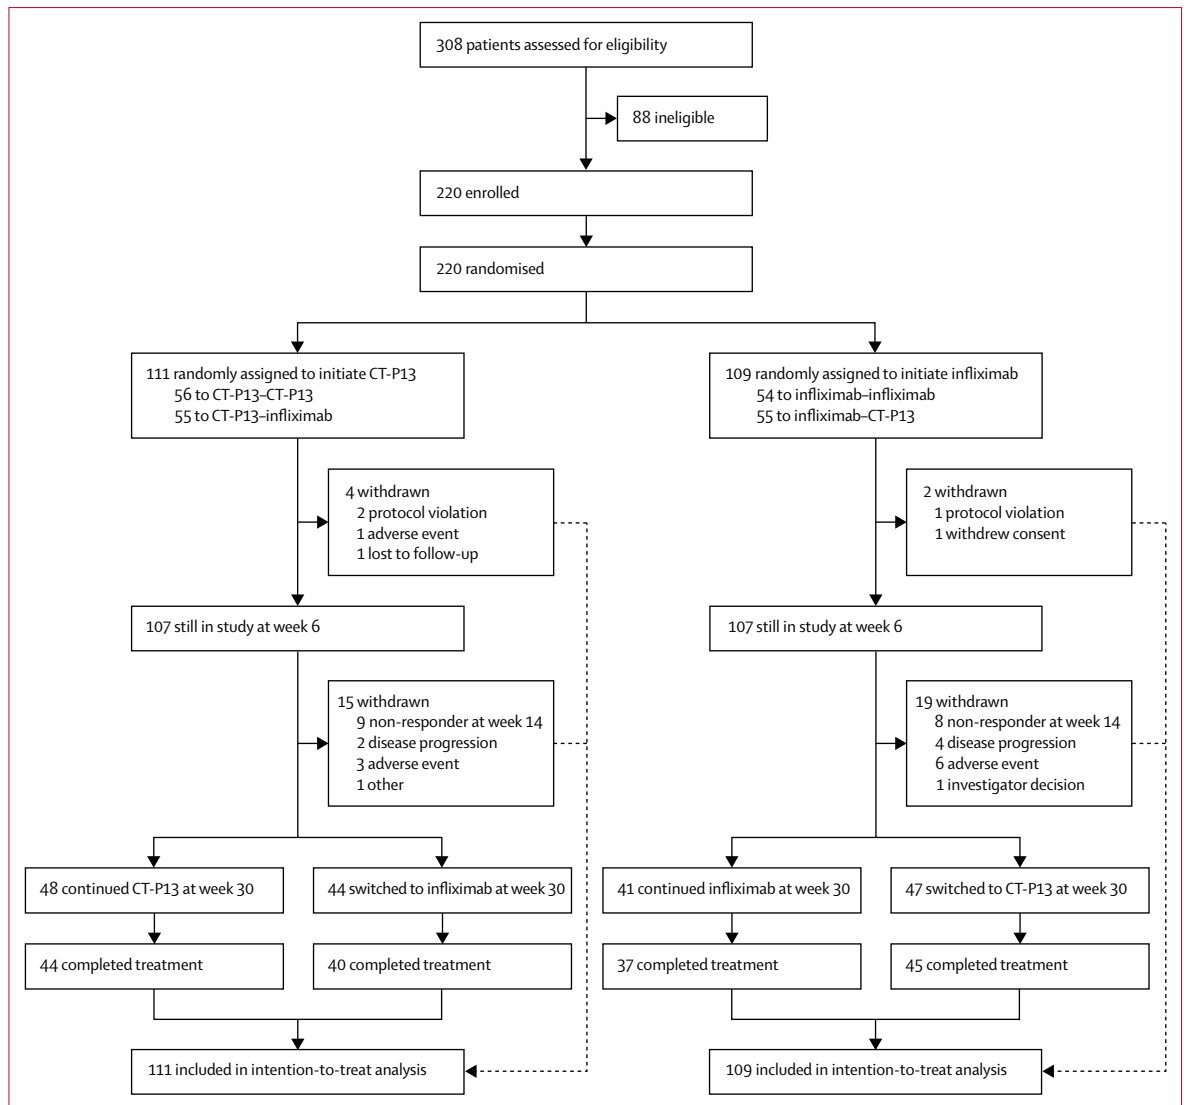 308 patients assessed for eligibility
88 ineligible
220 enrolled
220 randomised
111 randomly assigned to initiate CT-P13
56 to CT-P13–CT-P13
55 to CT-P13–infliximab
109 randomly assigned to initiate infliximab
54 to infliximab–infliximab
55 to infliximab–CT-P13
4 withdrawn
2 protocol violation
1 adverse event
1 lost to follow-up
2 withdrawn
1 protocol violation
1 withdrew consent
107 still in study at week 6
107 still in study at week 6
15 withdrawn
9 non-responder at week 14
2 disease progression
3 adverse event
1 other
19 withdrawn
8 non-responder at week 14
4 disease progression
6 adverse event
1 investigator decision
48 continued CT-P13 at week 30
44 switched to infliximab at week 30
41 continued infliximab at week 30
47 switched to CT-P13 at week 30
44 completed treatment
40 completed treatment
37 completed treatment
45 completed treatment
111 included in intention-to-treat analysis
109 included in intention-to-treat analysis